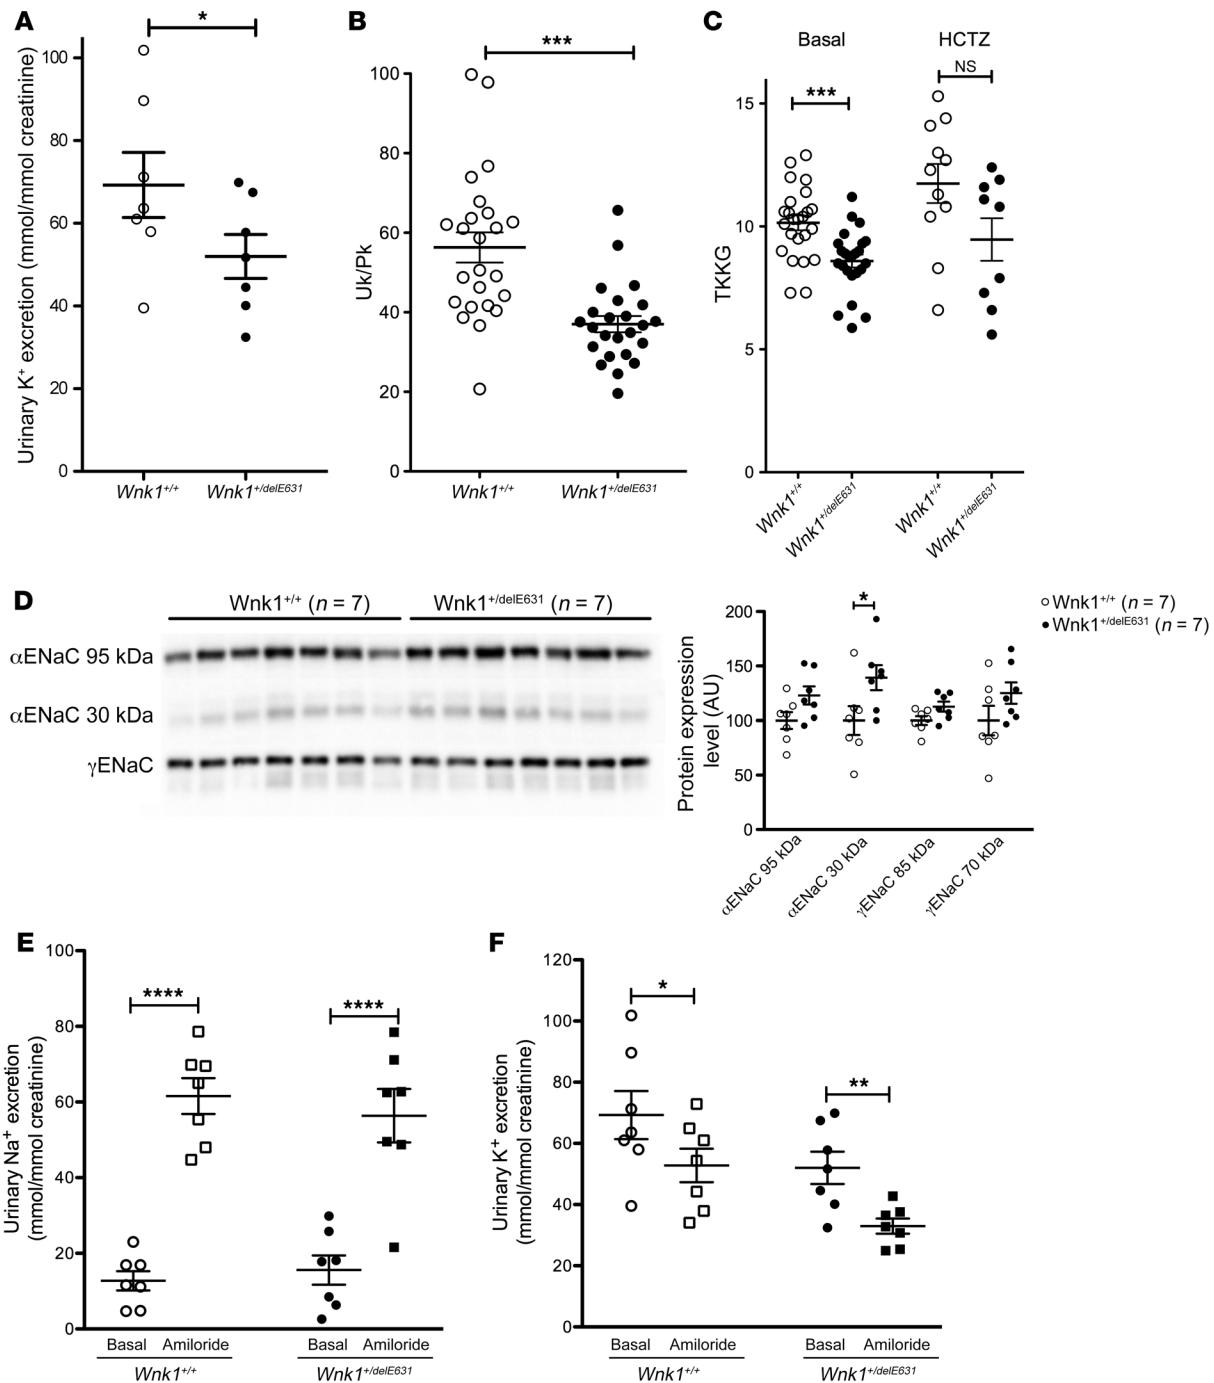 A
*
Urinary K⁺ excretion (mmol/mmol creatinine)
100
80
60
40
20
0
Wnk1+/+
Wnk1+/delE631
B
***
Uk/Pk
100
80
60
40
20
0
Wnk1+/+
Wnk1+/delE631
C
Basal
HCTZ
***
NS
TKKG
15
10
5
0
Wnk1+/+
Wnk1+/delE631
Wnk1+/+
Wnk1+/delE631
D
Wnk1+/+ (n = 7)
Wnk1+/delE631 (n = 7)
αENaC 95 kDa
αENaC 30 kDa
γENaC
Protein expression
level (AU)
200
150
100
50
0
*
αENaC 95 kDa
αENaC 30 kDa
γENaC 85 kDa
γENaC 70 kDa
Wnk1+/+ (n = 7)
Wnk1+/delE631 (n = 7)
E
Urinary Na⁺ excretion
(mmol/mmol creatinine)
100
80
60
40
20
0
****
****
Basal Amiloride
Basal Amiloride
Wnk1+/+
Wnk1+/delE631
F
Urinary K⁺ excretion
(mmol/mmol creatinine)
120
100
80
60
40
20
0
*
**
Basal Amiloride
Basal Amiloride
Wnk1+/+
Wnk1+/delE631